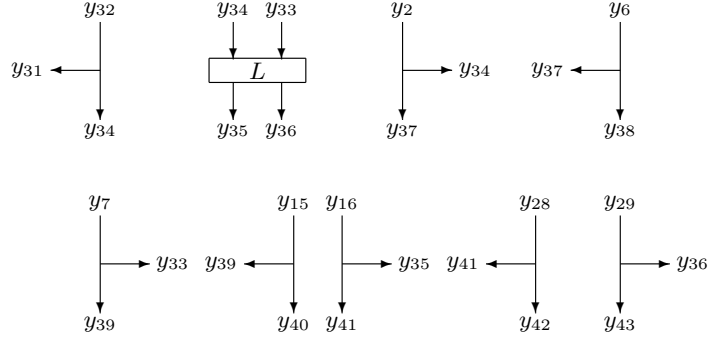 y32 y34 y33 y2 y6
y31 L y34 y37
y34 y35 y36 y37 y38
y7 y15 y16 y28 y29
y33 y39 y35 y41 y36
y39 y40 y41 y42 y43